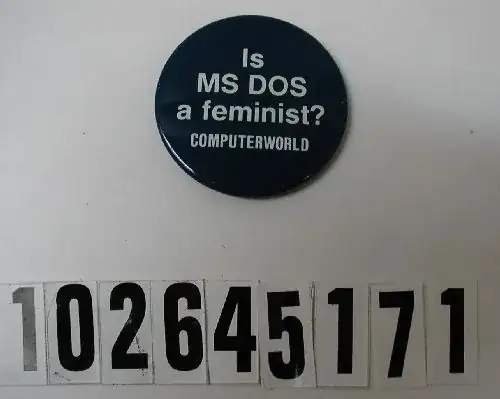 Is
MS DOS
a feminist?
COMPUTERWORLD
102645171